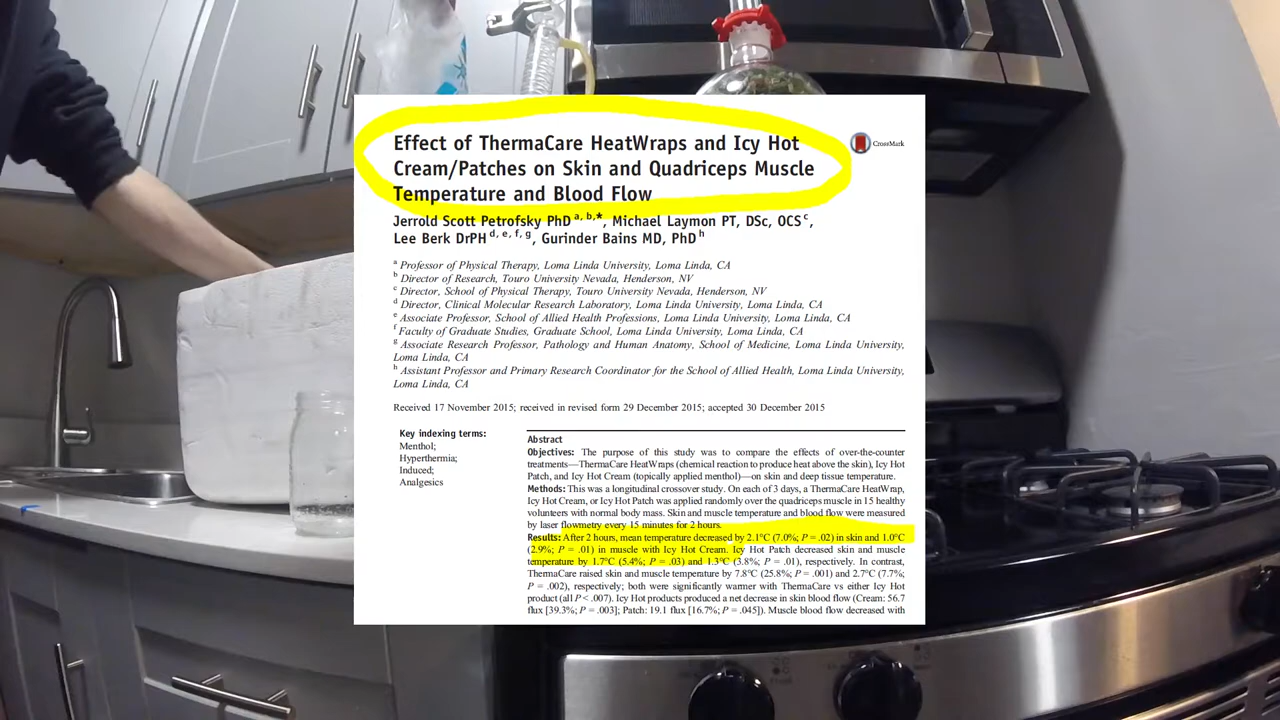 Effect of ThermaCare HeatWraps and Icy Hot
Cream/Patches on Skin and Quadriceps Muscle
Temperature and Blood Flow
CrossMark
Jerrold Scott Petrofsky PhD a, b,*, Michael Laymon PT, DSc, OCS c,
Lee Berk DrPH d, e, f, g, Gurinder Bains MD, PhD h
a Professor of Physical Therapy, Loma Linda University, Loma Linda, CA
b Director of Research, Touro University Nevada, Henderson, NV
c Director, School of Physical Therapy, Touro University Nevada, Henderson, NV
d Director, Clinical Molecular Research Laboratory, Loma Linda University, Loma Linda, CA
e Associate Professor, School of Allied Health Professions, Loma Linda University, Loma Linda, CA
f Faculty of Graduate Studies, Graduate School, Loma Linda University, Loma Linda, CA
g Associate Research Professor, Pathology and Human Anatomy, School of Medicine, Loma Linda University,
Loma Linda, CA
h Assistant Professor and Primary Research Coordinator for the School of Allied Health, Loma Linda University,
Loma Linda, CA
Received 17 November 2015; received in revised form 29 December 2015; accepted 30 December 2015
Key indexing terms:
Menthol;
Hyperthermia;
Induced;
Analgesics
Abstract
Objectives: The purpose of this study was to compare the effects of over-the-counter
treatments—ThermaCare HeatWraps (chemical reaction to produce heat above the skin), Icy Hot
Patch, and Icy Hot Cream (topically applied menthol)—on skin and deep tissue temperature.
Methods: This was a longitudinal crossover study. On each of 3 days, a ThermaCare HeatWrap,
Icy Hot Cream, or Icy Hot Patch was applied randomly over the quadriceps muscle in 15 healthy
volunteers with normal body mass. Skin and muscle temperature and blood flow were measured
by laser flowmetry every 15 minutes for 2 hours.
Results: After 2 hours, mean temperature decreased by 2.1°C (7.0%; P = .02) in skin and 1.0°C
(2.9%; P = .01) in muscle with Icy Hot Cream. Icy Hot Patch decreased skin and muscle
temperature by 1.7°C (5.4%; P = .03) and 1.3°C (3.8%; P = .01), respectively. In contrast,
ThermaCare raised skin and muscle temperature by 7.8°C (25.8%; P = .001) and 2.7°C (7.7%;
P = .002), respectively; both were significantly warmer with ThermaCare vs either Icy Hot
product (all P < .007). Icy Hot products produced a net decrease in skin blood flow (Cream: 56.7
flux [39.3%; P = .003]; Patch: 19.1 flux [16.7%; P = .045]). Muscle blood flow decreased with